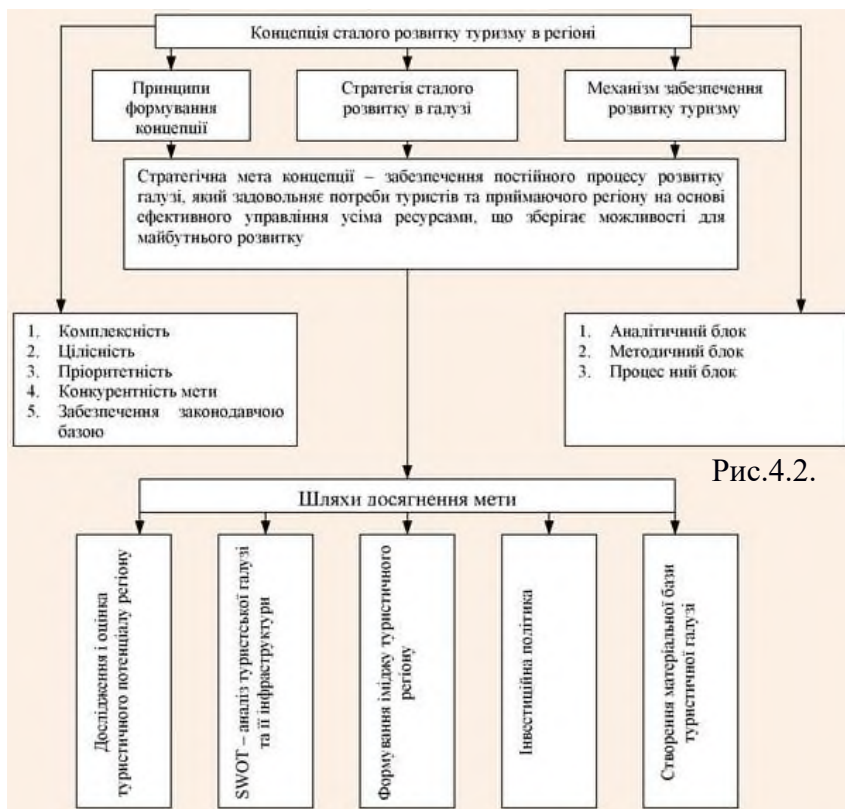 Концепція сталого розвитку туризму в регіоні
Принципи
формування
концепції
Стратегія сталого
розвитку в галузі
Механізм забезпечення
розвитку туризму
Стратегічна мета концепції – забезпечення постійного процесу розвитку
галузі, який задовольняє потреби туристів та приймаючого регіону на основі
ефективного управління усіма ресурсами, що зберігає можливості для
майбутнього розвитку
1. Комплексність
2. Цілісність
3. Пріоритетність
4. Конкурентність мети
5. Забезпечення законодавчою
базою
1. Аналітичний блок
2. Методичний блок
3. Процес ний блок
Рис.4.2.
Шляхи досягнення мети
Дослідження і оцінка
туристичного потенціалу регіону
SWOT – аналіз туристської галузі
та її інфраструктури
Формування іміджу туристичного
регіону
Інвестиційна політика
Створення матеріальної бази
туристичної галузі